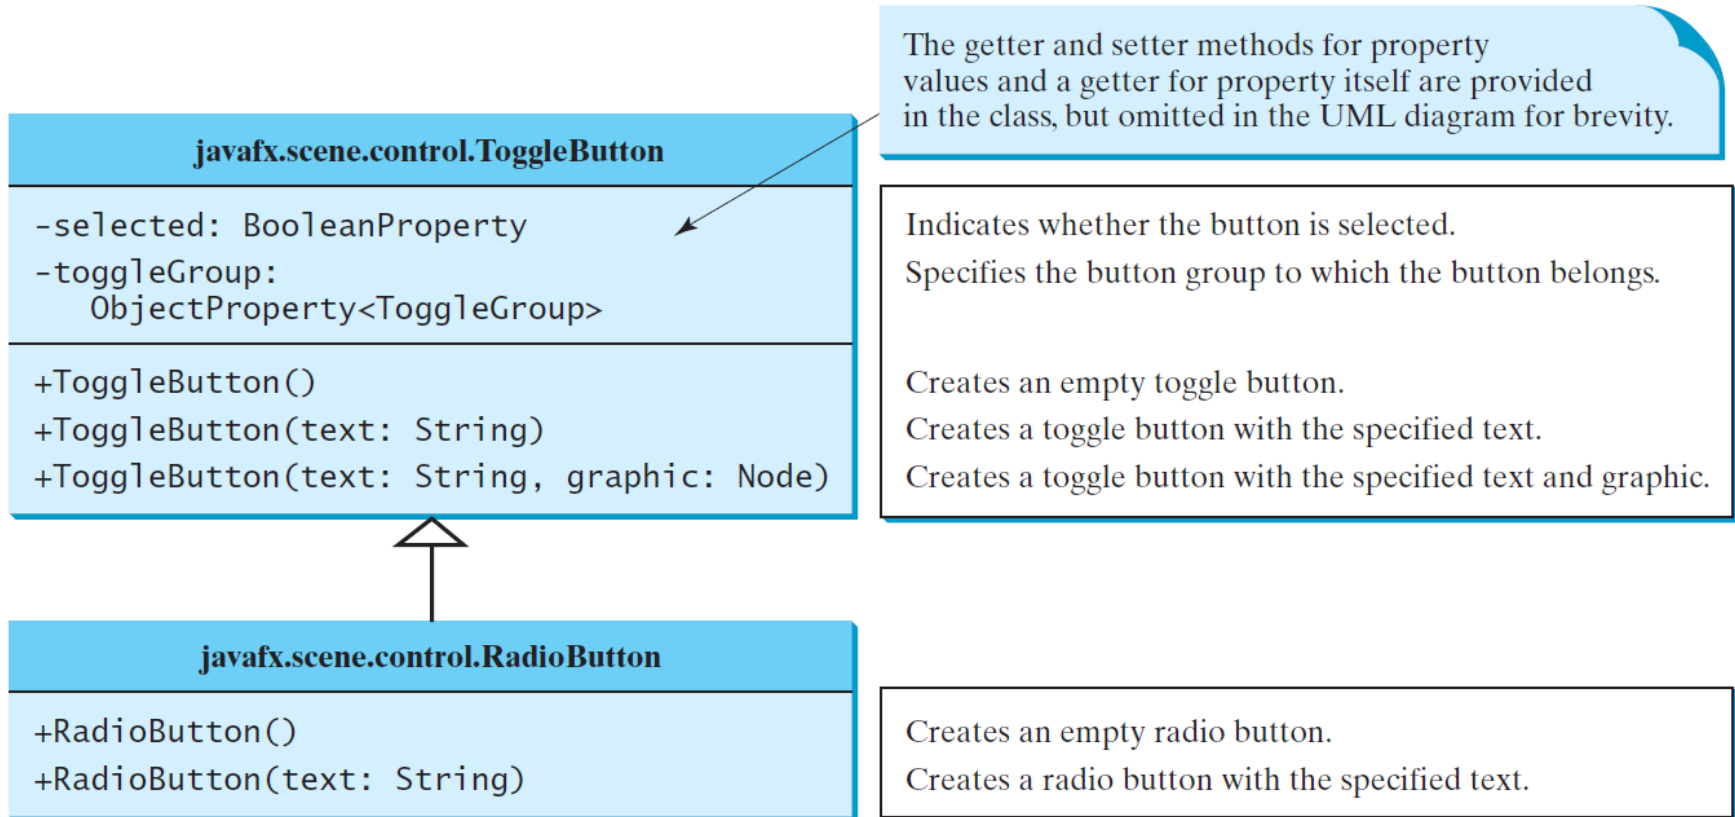 The getter and setter methods for property
values and a getter for property itself are provided
in the class, but omitted in the UML diagram for brevity.
javafx.scene.control.ToggleButton
-selected: BooleanProperty
Indicates whether the button is selected.
-toggleGroup:
Specifies the button group to which the button belongs.
ObjectProperty<ToggleGroup>
+ToggleButton()
Creates an empty toggle button.
+ToggleButton(text: String)
Creates a toggle button with the specified text.
+ToggleButton(text: String, graphic: Node)
Creates a toggle button with the specified text and graphic.
javafx.scene.control.RadioButton
+RadioButton()
Creates an empty radio button.
+RadioButton(text: String)
Creates a radio button with the specified text.